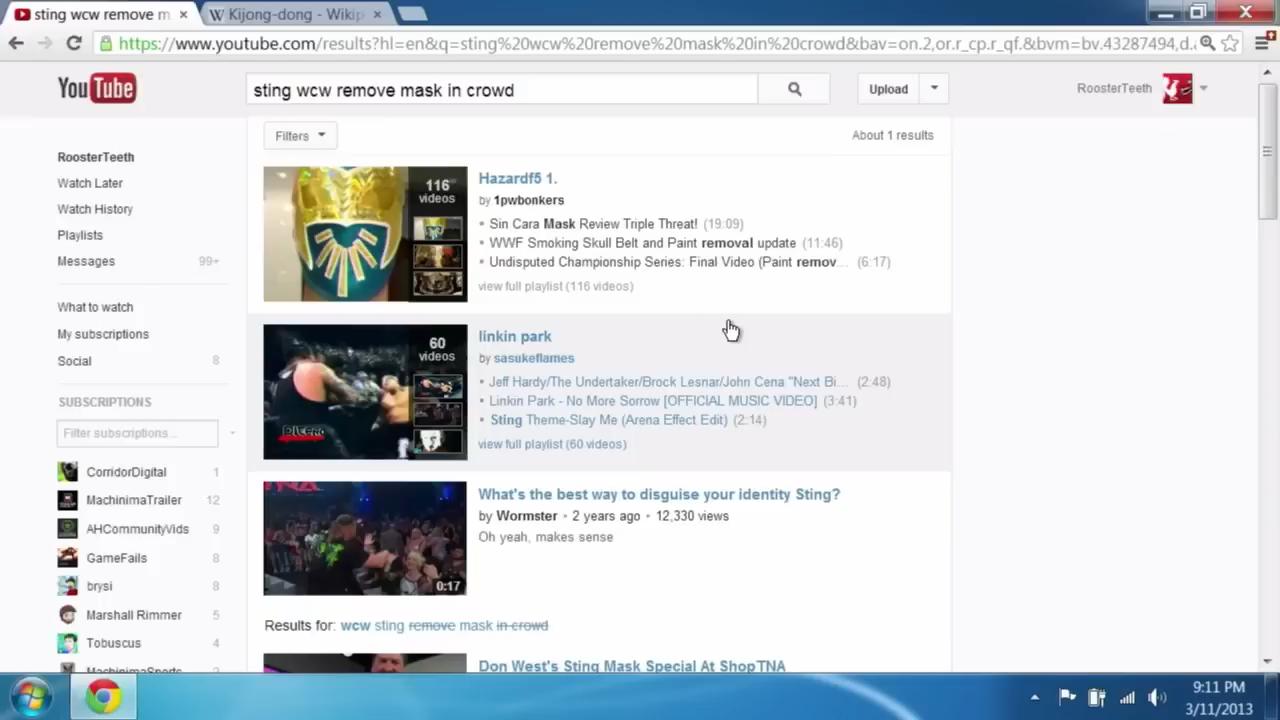 sting wcw remove m
Kijong-dong - Wikip
https://www.youtube.com/results?hl=en&q=sting%20wcw%20remove%20mask%20in%20crowd&bav=on.2,or.r_cp.r_qf.&bvm=bv.43287494,d.
YouTube
sting wcw remove mask in crowd
Upload
RoosterTeeth
Filters
About 1 results
RoosterTeeth
Watch Later
Watch History
Playlists
Messages 99+
What to watch
My subscriptions
Social 8
SUBSCRIPTIONS
Filter subscriptions...
CorridorDigital 1
MachinimaTrailer 12
AHCommunityVids 9
GameFails 8
brysi 8
Marshall Rimmer 5
Tobuscus 4
MachinimaSports
116
videos
Hazardf5 1.
by 1pwbonkers
• Sin Cara Mask Review Triple Threat! (19:09)
• WWF Smoking Skull Belt and Paint removal update (11:46)
• Undisputed Championship Series: Final Video (Paint remov... (6:17)
view full playlist (116 videos)
60
videos
linkin park
by sasukeflames
• Jeff Hardy/The Undertaker/Brock Lesnar/John Cena "Next Bi... (2:48)
• Linkin Park - No More Sorrow [OFFICIAL MUSIC VIDEO] (3:41)
• Sting Theme-Slay Me (Arena Effect Edit) (2:14)
view full playlist (60 videos)
0:17
What's the best way to disguise your identity Sting?
by Wormster • 2 years ago • 12,330 views
Oh yeah, makes sense
Results for: wcw sting remove mask in crowd
Don West's Sting Mask Special At ShopTNA
9:11 PM
3/11/2013